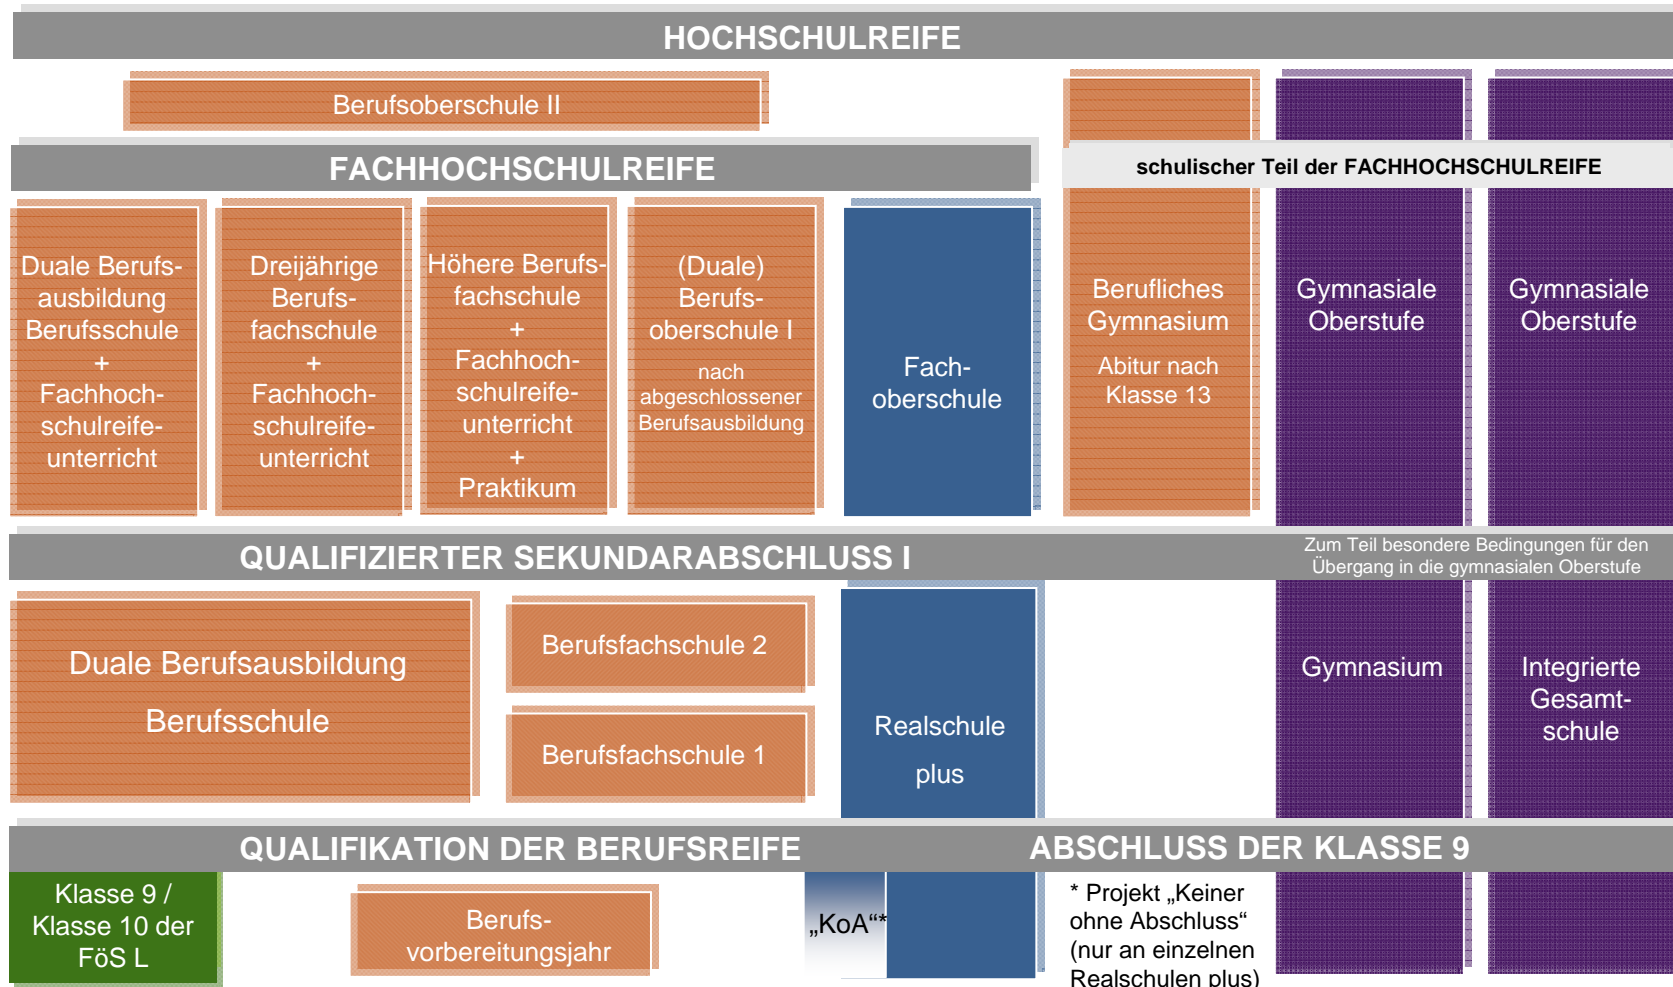 HOCHSCHULREIFE
Berufsoberschule II
FACHHOCHSCHULREIFE
schulischer Teil der FACHHOCHSCHULREIFE
Duale Berufs-
ausbildung
Berufsschule
+
Fachhoch-
schulreife-
unterricht
Dreijährige
Berufs-
fachschule
+
Fachhoch-
schulreife-
unterricht
Höhere Berufs-
fachschule
+
Fachhoch-
schulreife-
unterricht
+
Praktikum
(Duale)
Berufs-
oberschule I
nach
abgeschlossener
Berufsausbildung
Fach-
oberschule
Berufliches
Gymnasium
Abitur nach
Klasse 13
Gymnasiale
Oberstufe
Gymnasiale
Oberstufe
QUALIFIZIERTER SEKUNDARABSCHLUSS I
Zum Teil besondere Bedingungen für den
Übergang in die gymnasialen Oberstufe
Duale Berufsausbildung
Berufsschule
Berufsfachschule 2
Berufsfachschule 1
Realschule
plus
Gymnasium
Integrierte
Gesamt-
schule
QUALIFIKATION DER BERUFSREIFE
ABSCHLUSS DER KLASSE 9
Klasse 9 /
Klasse 10 der
FöS L
Berufs-
vorbereitungsjahr
„KoA“*
* Projekt „Keiner
ohne Abschluss“
(nur an einzelnen
Realschulen plus)